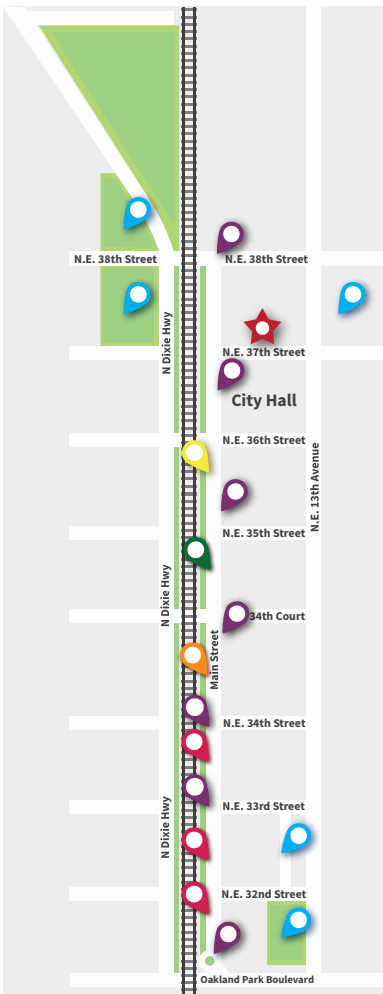 N.E. 38th Street
N.E. 38th Street
N Dixie Hwy
N.E. 37th Street
City Hall
N.E. 36th Street
N.E. 13th Avenue
N.E. 35th Street
N Dixie Hwy
34th Court
Main Street
N.E. 34th Street
N.E. 33rd Street
N Dixie Hwy
N.E. 32nd Street
Oakland Park Boulevard